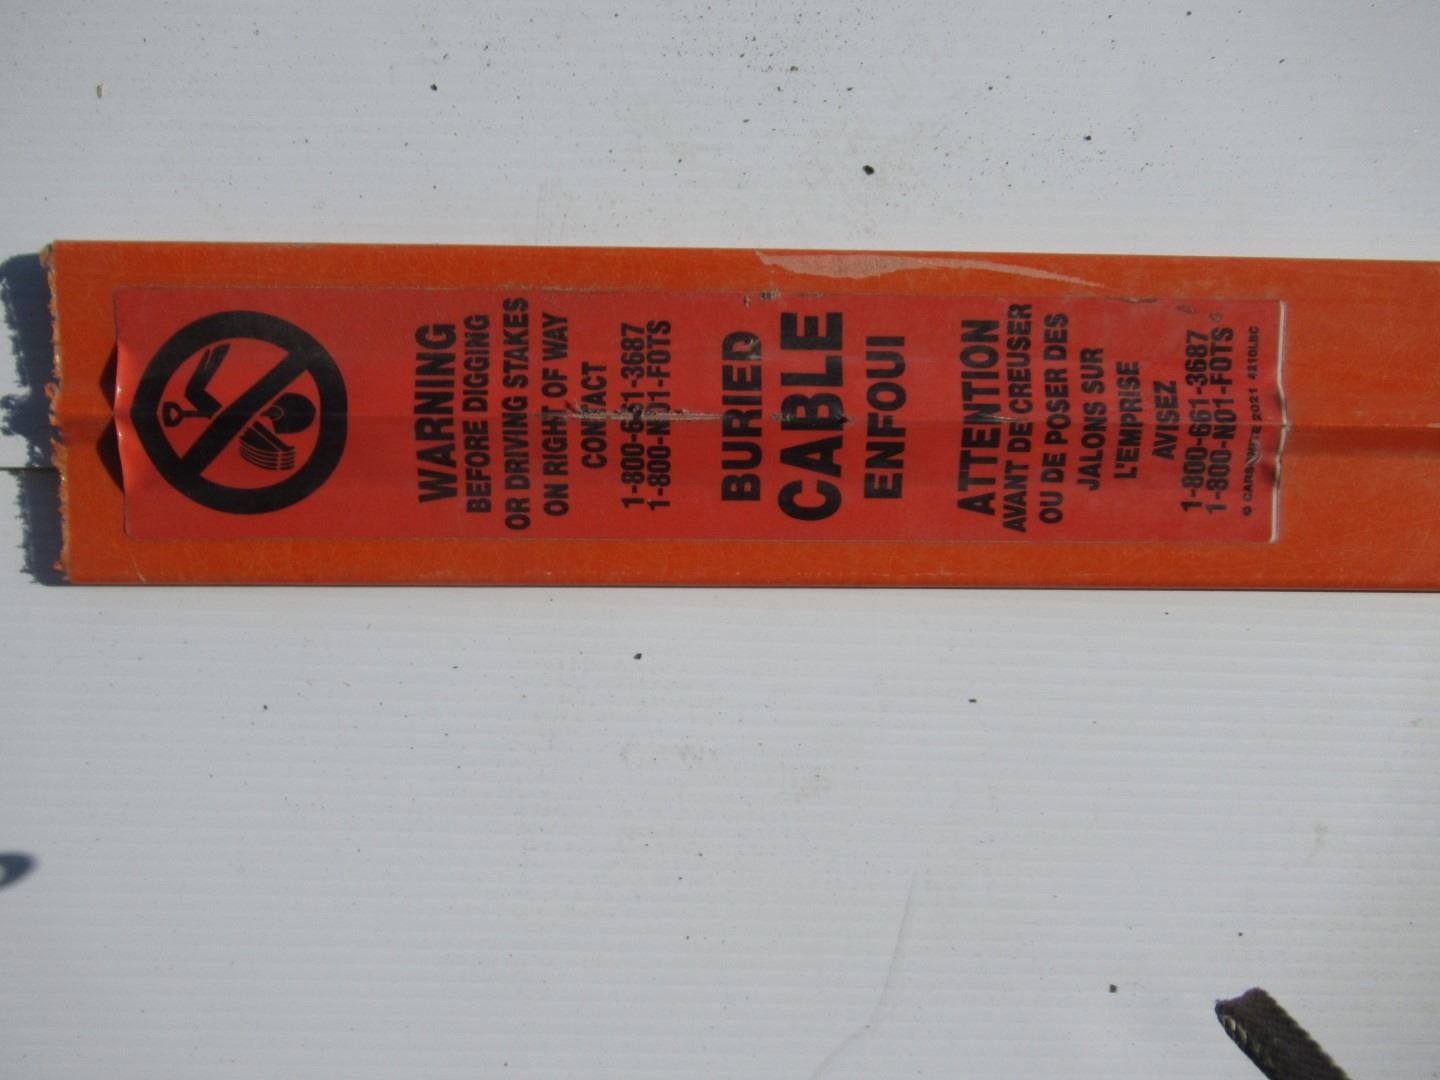 WARNING
BEFORE DIGGING
OR DRIVING STAKES
ON RIGHT OF WAY
CONTACT
1-800-661-3687
1-800-N01-FOTS
BURIED
CABLE
ENFOUI
ATTENTION
AVANT DE CREUSER
OU DE POSER DES
JALONS SUR
L'EMPRISE
AVISEZ
1-800-661-3687
1-800-N01-FOTS
© 2021 4210LBC